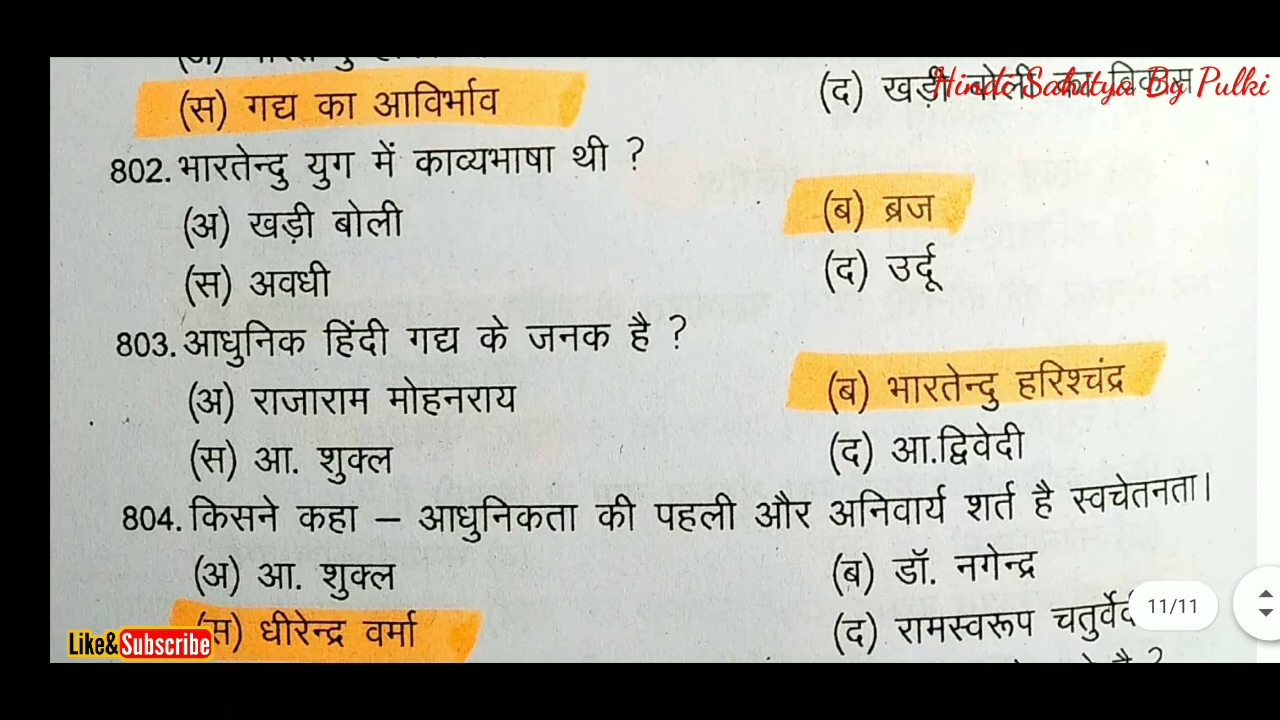 Hindi Sahitya By Pulki
(स) गद्य का आविर्भाव
(द) खड़ी बोली का विकास
802. भारतेन्दु युग में काव्यभाषा थी ?
(अ) खड़ी बोली
(ब) ब्रज
(स) अवधी
(द) उर्दू
803. आधुनिक हिंदी गद्य के जनक है ?
(अ) राजाराम मोहनराय
(ब) भारतेन्दु हरिश्चंद्र
(स) आ. शुक्ल
(द) आ.द्विवेदी
804. किसने कहा – आधुनिकता की पहली और अनिवार्य शर्त है स्वचेतनता।
(अ) आ. शुक्ल
(ब) डॉ. नगेन्द्र
(स) धीरेन्द्र वर्मा
(द) रामस्वरूप
11/11
Like& Subscribe